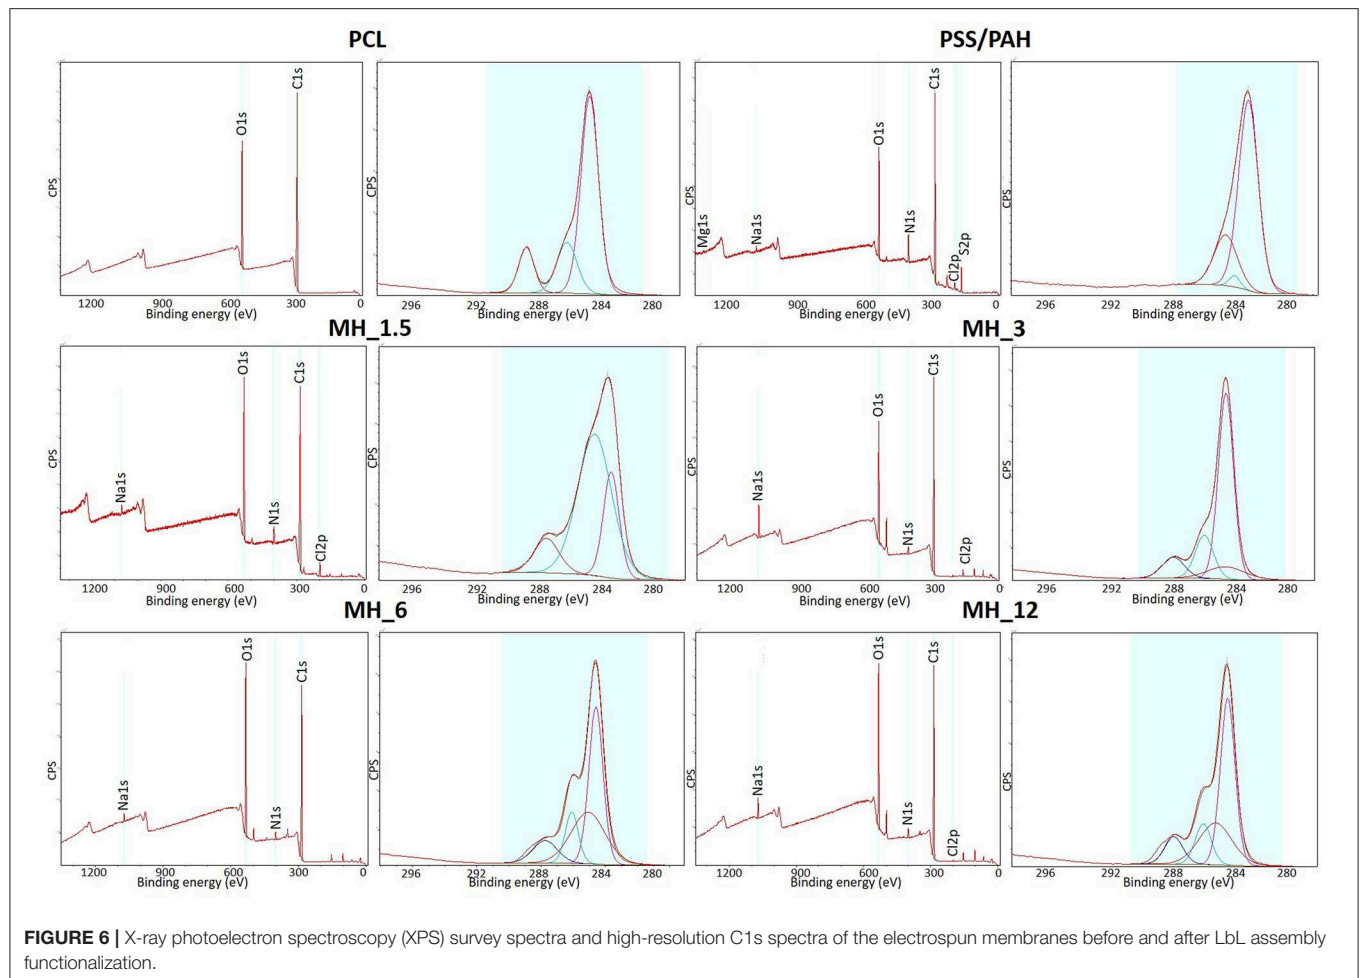 PCL
PSS/PAH
CPS
O1s
C1s
1200 900 600 300 0
Binding energy (eV)
CPS
296 292 288 284 280
Binding energy (eV)
CPS
Mg1s
Na1s
O1s
N1s
C1s
Cl2p
S2p
1200 900 600 300 0
Binding energy (eV)
CPS
296 292 288 284 280
Binding energy (eV)
MH_1.5
MH_3
CPS
Na1s
O1s
N1s
C1s
Cl2p
1200 900 600 300 0
Binding energy (eV)
CPS
296 292 288 284 280
Binding energy (eV)
CPS
Na1s
O1s
N1s
C1s
Cl2p
1200 900 600 300 0
Binding energy (eV)
CPS
296 292 288 284 280
Binding energy (eV)
MH_6
MH_12
CPS
Na1s
O1s
N1s
C1s
1200 900 600 300 0
Binding energy (eV)
CPS
296 292 288 284 280
Binding energy (eV)
CPS
Na1s
O1s
N1s
C1s
Cl2p
1200 900 600 300 0
Binding energy (eV)
CPS
296 292 288 284 280
Binding energy (eV)
FIGURE 6 | X-ray photoelectron spectroscopy (XPS) survey spectra and high-resolution C1s spectra of the electrospun membranes before and after LbL assembly
functionalization.